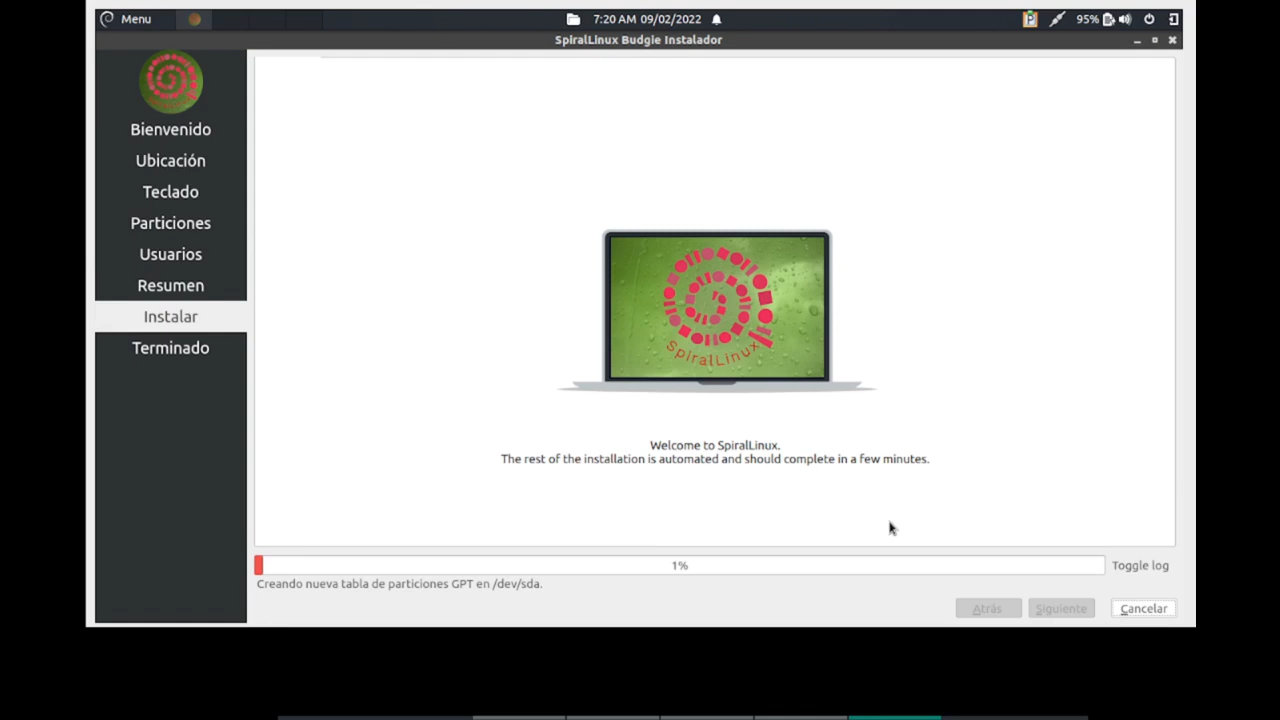 Menu
7:20 AM 09/02/2022
95%
SpiralLinux Budgie Instalador
Bienvenido
Ubicación
Teclado
Particiones
Usuarios
Resumen
Instalar
Terminado
SpiralLinux
Welcome to SpiralLinux.
The rest of the installation is automated and should complete in a few minutes.
1%
Toggle log
Creando nueva tabla de particiones GPT en /dev/sda.
Atrás
Siguiente
Cancelar